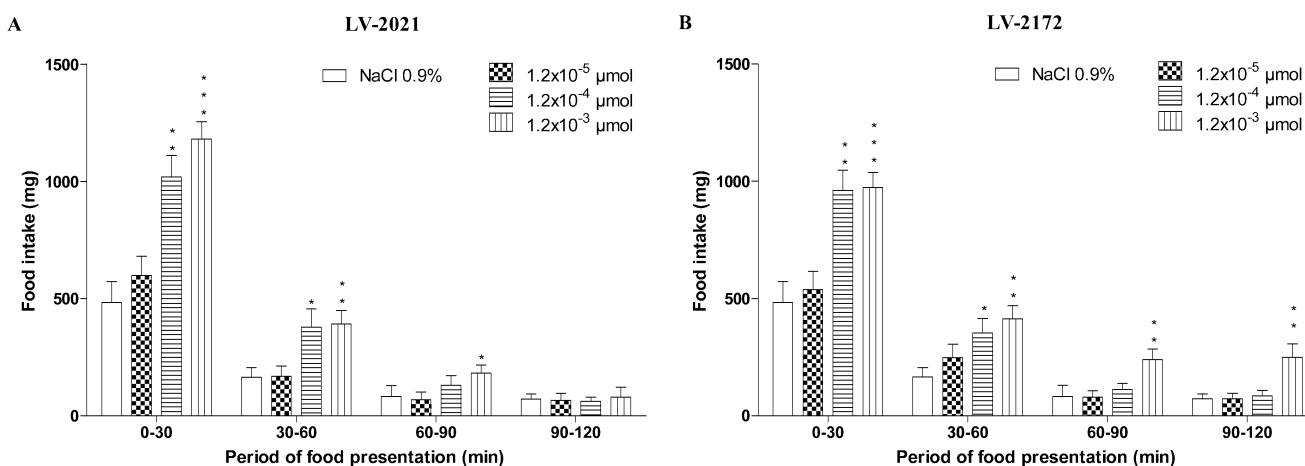 A
LV-2021
1500
1000
500
0
Food intake (mg)
NaCl 0.9%
1.2x10⁻⁵ µmol
1.2x10⁻⁴ µmol
1.2x10⁻³ µmol
* *
* * *
*
* *
*
0-30
30-60
60-90
90-120
Period of food presentation (min)
B
LV-2172
1500
1000
500
0
Food intake (mg)
NaCl 0.9%
1.2x10⁻⁵ µmol
1.2x10⁻⁴ µmol
1.2x10⁻³ µmol
* *
* * *
*
* *
* *
* *
0-30
30-60
60-90
90-120
Period of food presentation (min)